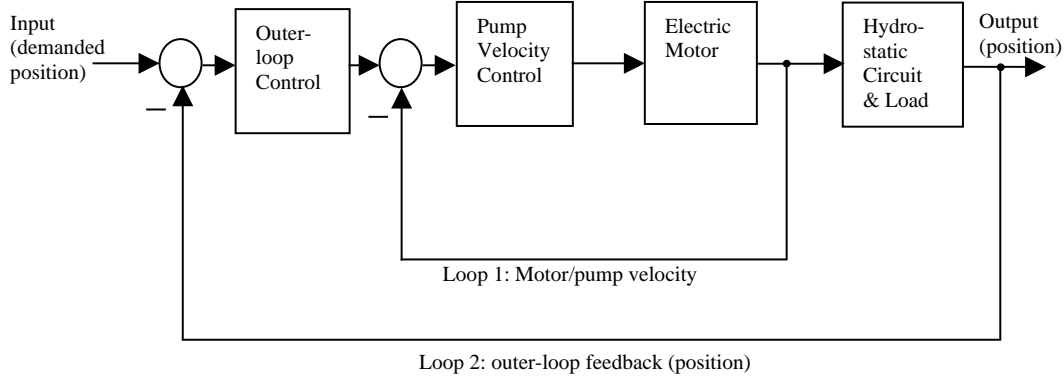 Input
(demanded
position)
Outer-
loop
Control
Pump
Velocity
Control
Electric
Motor
Hydro-
static
Circuit
& Load
Output
(position)
Loop 1: Motor/pump velocity
Loop 2: outer-loop feedback (position)